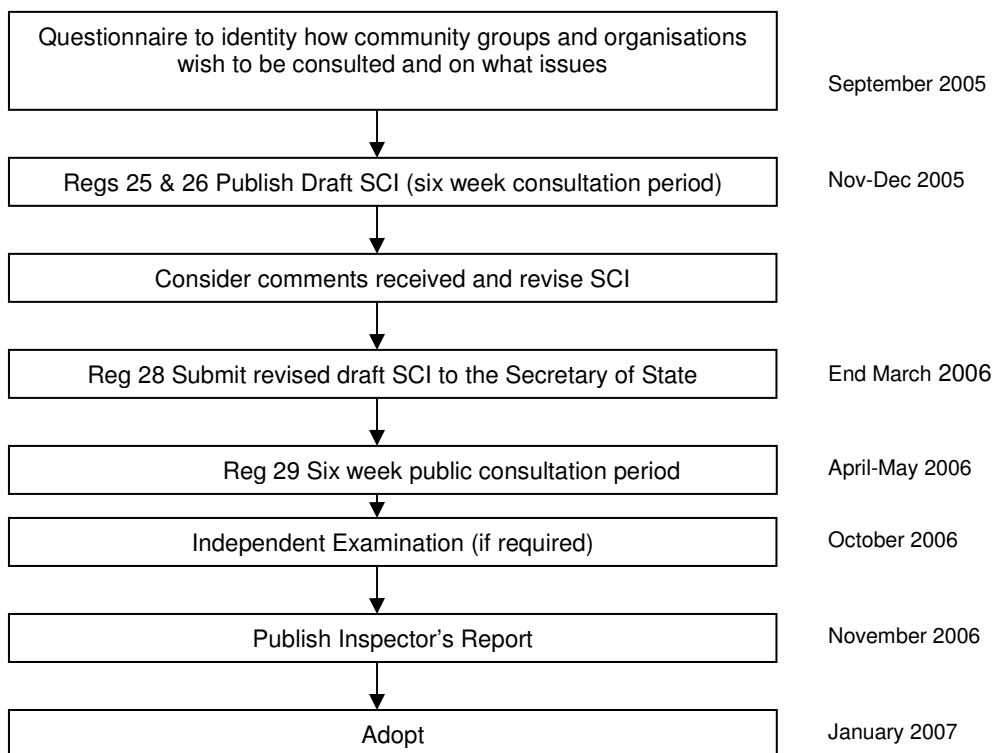 Questionnaire to identity how community groups and organisations
wish to be consulted and on what issues
September 2005
Regs 25 & 26 Publish Draft SCI (six week consultation period)
Nov-Dec 2005
Consider comments received and revise SCI
Reg 28 Submit revised draft SCI to the Secretary of State
End March 2006
Reg 29 Six week public consultation period
April-May 2006
Independent Examination (if required)
October 2006
Publish Inspector’s Report
November 2006
Adopt
January 2007